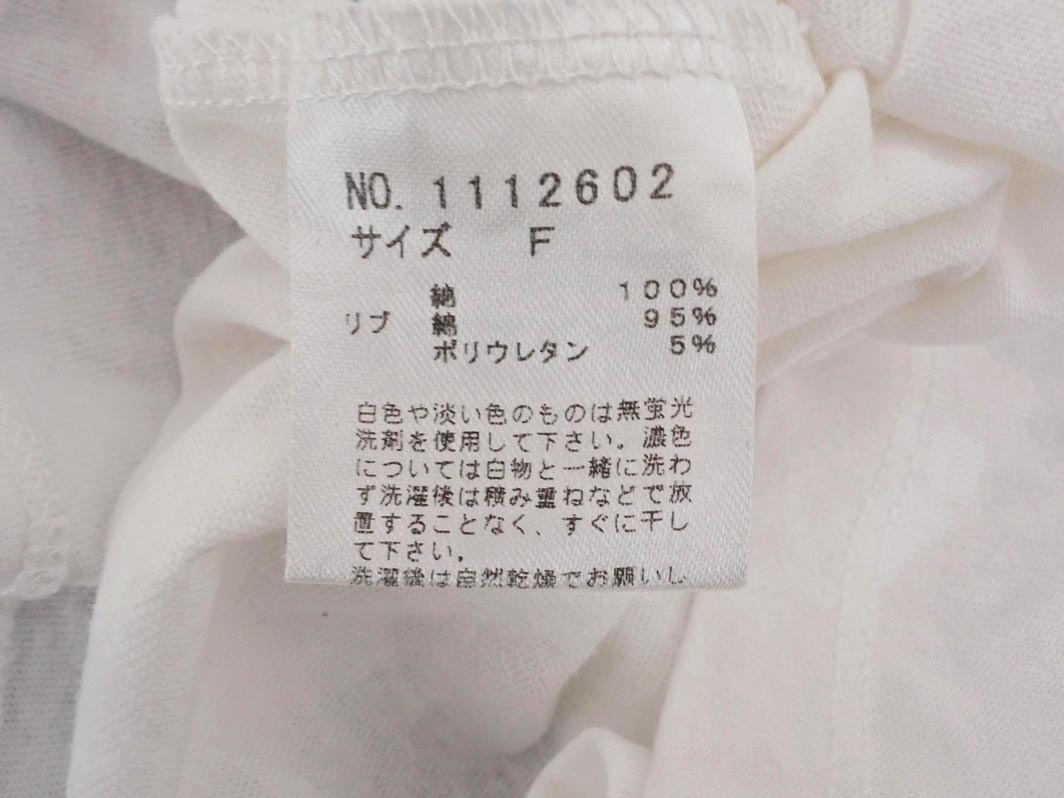 NO. 1112602
サイズ F
綿 100%
リブ 綿 95%
ポリウレタン 5%
白色や淡い色のものは無蛍光
洗剤を使用して下さい。濃色
については白物と一緒に洗わ
ず洗濯後は積み重ねなどで放
置することなく、すぐに干し
て下さい。
洗濯後は自然乾燥でお願いし